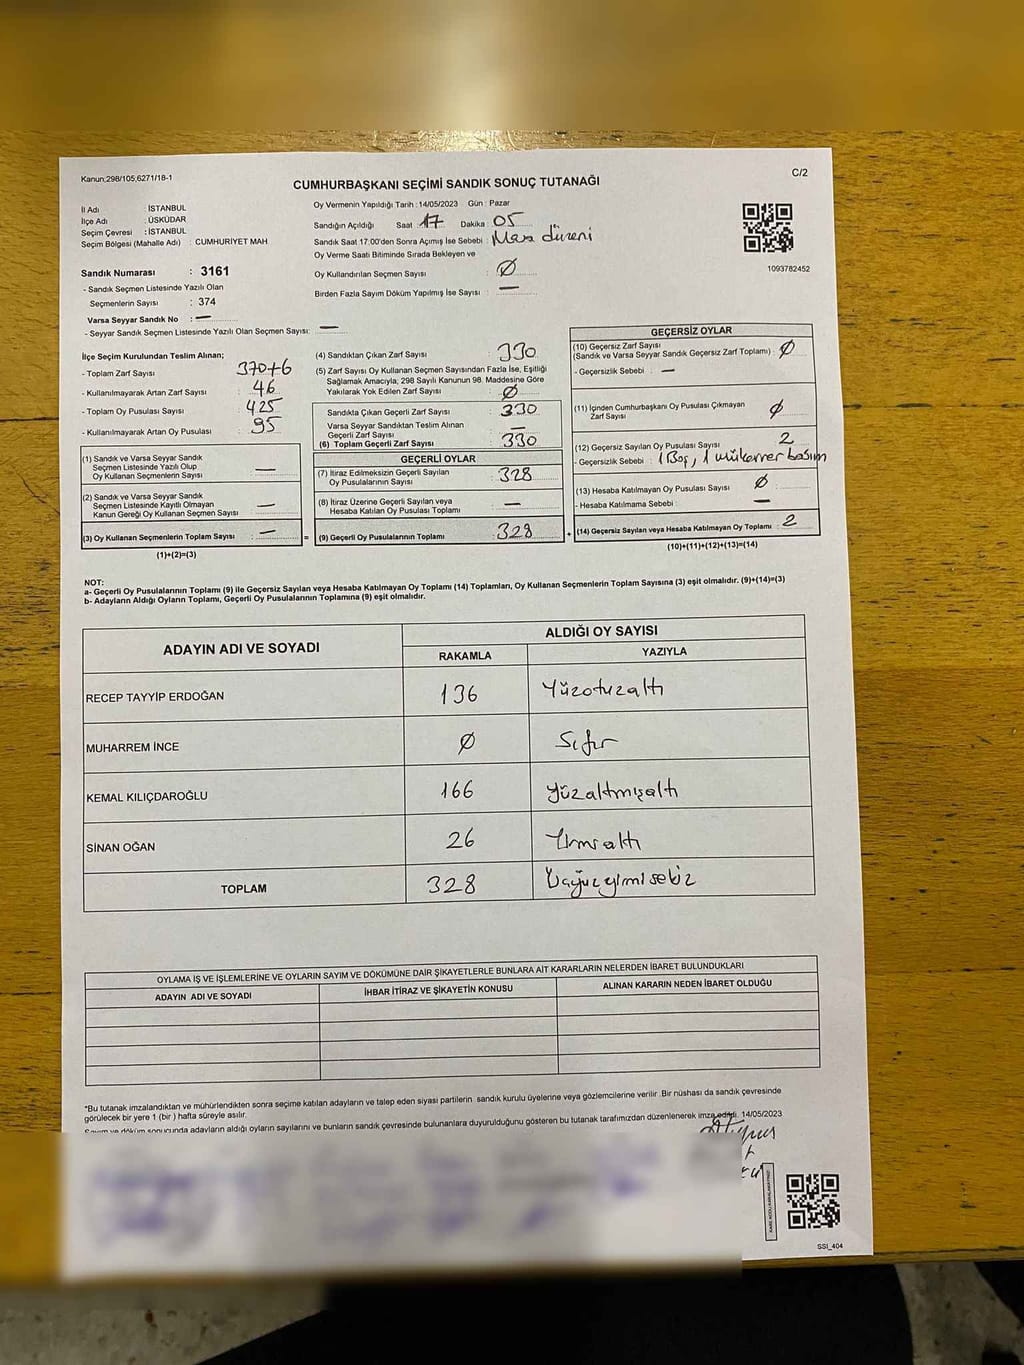 Kanun;298/105,6271/18-1
C/2
CUMHURBAŞKANI SEÇİMİ SANDIK SONUÇ TUTANAĞI
İl Adı : İSTANBUL
İlçe Adı : ÜSKÜDAR
Seçim Çevresi : İSTANBUL
Seçim Bölgesi (Mahalle Adı) : CUMHURİYET MAH
Sandık Numarası : 3161
- Sandık Seçmen Listesinde Yazılı Olan
Seçmenlerin Sayısı : 374
Varsa Seyyar Sandık No : —
- Seyyar Sandık Seçmen Listesinde Yazılı Olan Seçmen Sayısı: —
Oy Vermenin Yapıldığı Tarih : 14/05/2023 Gün : Pazar
Sandığın Açıldığı Saat : 17 Dakika : 05
Sandık Saat 17:00'den Sonra Açımış İse Sebebi : Masa düzeni
Oy Verme Saati Bitiminde Sırada Bekleyen ve
Oy Kullandırılan Seçmen Sayısı : Ø
Birden Fazla Sayım Döküm Yapılmış İse Sayısı : —
1093782452
İlçe Seçim Kurulundan Teslim Alınan;
- Toplam Zarf Sayısı : 370+6
- Kullanılmayarak Artan Zarf Sayısı : 46
- Toplam Oy Pusulası Sayısı : 425
- Kullanılmayarak Artan Oy Pusulası : 95
(1) Sandık ve Varsa Seyyar Sandık
Seçmen Listesinde Yazılı Olup
Oy Kullanan Seçmenlerin Sayısı : —
(2) Sandık ve Varsa Seyyar Sandık
Seçmen Listesinde Kayıtlı Olmayan
Kanun Gereği Oy Kullanan Seçmen Sayısı : —
(3) Oy Kullanan Seçmenlerin Toplam Sayısı : —
(1)+(2)=(3)
(4) Sandıktan Çıkan Zarf Sayısı : 330
(5) Zarf Sayısı Oy Kullanan Seçmen Sayısından Fazla İse, Eşitliği
Sağlamak Amacıyla, 298 Sayılı Kanunun 98. Maddesine Göre
Yakılarak Yok Edilen Zarf Sayısı : Ø
Sandıkta Çıkan Geçerli Zarf Sayısı : 330
Varsa Seyyar Sandıktan Teslim Alınan
Geçerli Zarf Sayısı : —
(6) Toplam Geçerli Zarf Sayısı : 330
GEÇERLİ OYLAR
(7) İtiraz Edilmeksizin Geçerli Sayılan
Oy Pusulalarının Sayısı : 328
(8) İtiraz Üzerine Geçerli Sayılan veya
Hesaba Katılan Oy Pusulası Toplamı : —
= (9) Geçerli Oy Pusulalarının Toplamı : 328
GEÇERSİZ OYLAR
(10) Geçersiz Zarf Sayısı
(Sandık ve Varsa Seyyar Sandık Geçersiz Zarf Toplamı) : Ø
- Geçersizlik Sebebi : —
(11) İçinden Cumhurbaşkanı Oy Pusulası Çıkmayan
Zarf Sayısı : Ø
(12) Geçersiz Sayılan Oy Pusulası Sayısı : 2
- Geçersizlik Sebebi : 1 Boş, 1 mükerrer basım
(13) Hesaba Katılmayan Oy Pusulası Sayısı : Ø
- Hesaba Katılmama Sebebi : —
+ (14) Geçersiz Sayılan veya Hesaba Katılmayan Oy Toplamı : 2
(10)+(11)+(12)+(13)=(14)
NOT:
a- Geçerli Oy Pusulalarının Toplamı (9) ile Geçersiz Sayılan veya Hesaba Katılmayan Oy Toplamı (14) Toplamları, Oy Kullanan Seçmenlerin Toplam Sayısına (3) eşit olmalıdır. (9)+(14)=(3)
b- Adayların Aldığı Oyların Toplamı, Geçerli Oy Pusulalarının Toplamına (9) eşit olmalıdır.
ADAYIN ADI VE SOYADI
ALDIĞI OY SAYISI
RAKAMLA YAZIYLA
RECEP TAYYİP ERDOĞAN 136 Yüzotuzaltı
MUHARREM İNCE Ø Sıfır
KEMAL KILIÇDAROĞLU 166 Yüzaltmışaltı
SİNAN OĞAN 26 Yirmialtı
TOPLAM 328 Üçyüzyirmisekiz
OYLAMA İŞ VE İŞLEMLERİNE VE OYLARIN SAYIM VE DÖKÜMÜNE DAİR ŞİKAYETLERLE BUNLARA AİT KARARLARIN NELERDEN İBARET BULUNDUKLARI
ADAYIN ADI VE SOYADI İHBAR İTİRAZ VE ŞİKAYETİN KONUSU ALINAN KARARIN NEDEN İBARET OLDUĞU
*Bu tutanak imzalandıktan ve mühürlendikten sonra seçime katılan adayların ve talep eden siyasi partilerin sandık kurulu üyelerine veya gözlemcilerine verilir .Bir nüshası da sandık çevresinde
görülecek bir yere 1 (bir ) hafta süreyle asılır.
Sayım ve döküm sonucunda adayların aldığı oyların sayılarını ve bunların sandık çevresinde bulunanlara duyurulduğunu gösteren bu tutanak tarafımızdan düzenlenerek imza edildi. 14/05/2023
SSI_404